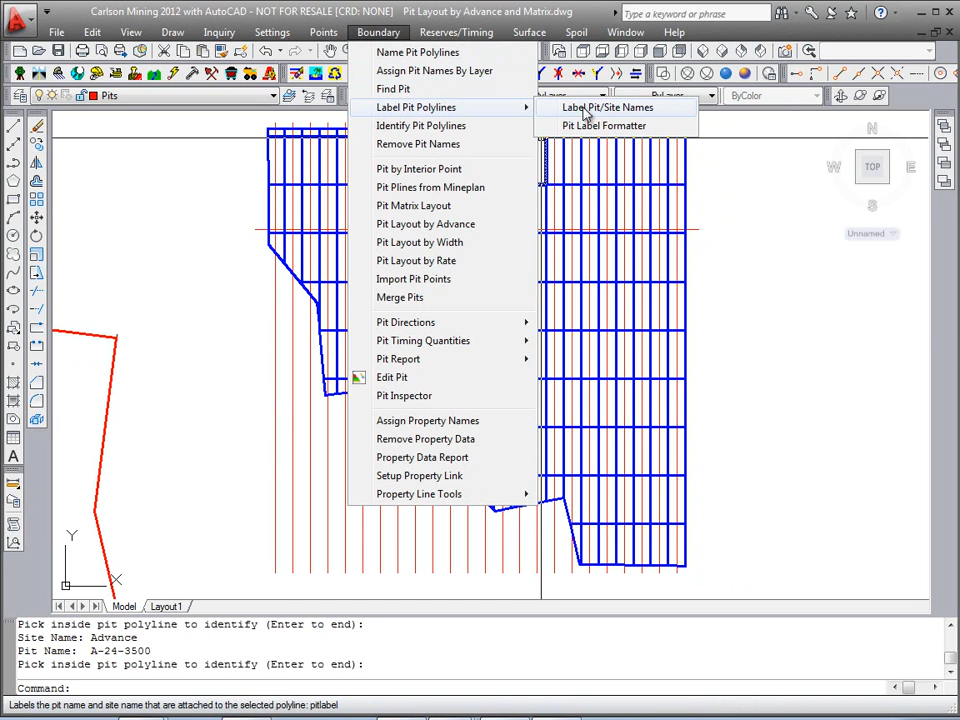 Carlson Mining 2012 with AutoCAD - NOT FOR RESALE [CRD: NONE] Pit Layout by Advance and Matrix.dwg
Type a keyword or phrase
File Edit View Draw Inquiry Settings Points Boundary Reserves/Timing Surface Spoil Window Help
Pits
ByLayer
ByColor
Name Pit Polylines
Assign Pit Names By Layer
Find Pit
Label Pit Polylines
Identify Pit Polylines
Remove Pit Names
Pit by Interior Point
Pit Plines from Mineplan
Pit Matrix Layout
Pit Layout by Advance
Pit Layout by Width
Pit Layout by Rate
Import Pit Points
Merge Pits
Pit Directions
Pit Timing Quantities
Pit Report
Edit Pit
Pit Inspector
Assign Property Names
Remove Property Data
Property Data Report
Setup Property Link
Property Line Tools
Label Pit/Site Names
Pit Label Formatter
N
W TOP E
S
Unnamed
Y
X
Model Layout1
Pick inside pit polyline to identify (Enter to end):
Site Name: Advance
Pit Name: A-24-3500
Pick inside pit polyline to identify (Enter to end):
Command:
Labels the pit name and site name that are attached to the selected polyline: pitlabel